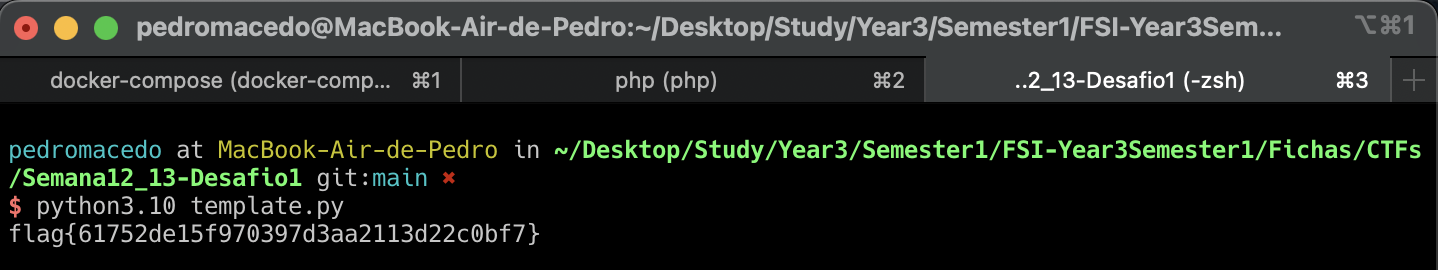 pedromacedo@MacBook-Air-de-Pedro:~/Desktop/Study/Year3/Semester1/FSI-Year3Sem... ⌥⌘1
docker-compose (docker-comp... ⌘1 php (php) ⌘2 ..2_13-Desafio1 (-zsh) ⌘3 +
pedromacedo at MacBook-Air-de-Pedro in ~/Desktop/Study/Year3/Semester1/FSI-Year3Semester1/Fichas/CTFs
/Semana12_13-Desafio1 git:main ✖
$ python3.10 template.py
flag{61752de15f970397d3aa2113d22c0bf7}